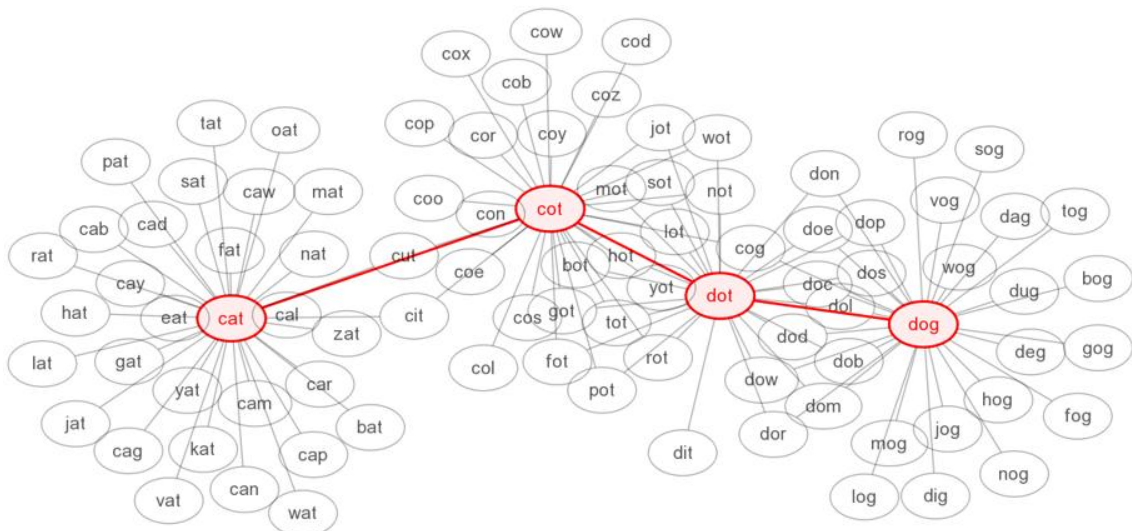 cow
cod
cox
cob
coz
tat
oat
cop
cor
coy
jot
wot
rog
sog
pat
sat
caw
mat
mot
sot
not
don
vog
dag
tog
coo
con
cot
cab
cad
lot
doe
dop
rat
fat
nat
cut
coe
bot
hot
cog
wog
bog
cay
yot
doc
dos
dug
hat
eat
cat
cal
cit
cos
got
dot
dol
dog
zat
tot
lat
gat
col
fot
rot
dod
dob
deg
gog
yat
cam
car
pot
dow
dom
hog
fog
jat
bat
dor
jog
cag
kat
cap
dit
mog
nog
vat
can
wat
log
dig